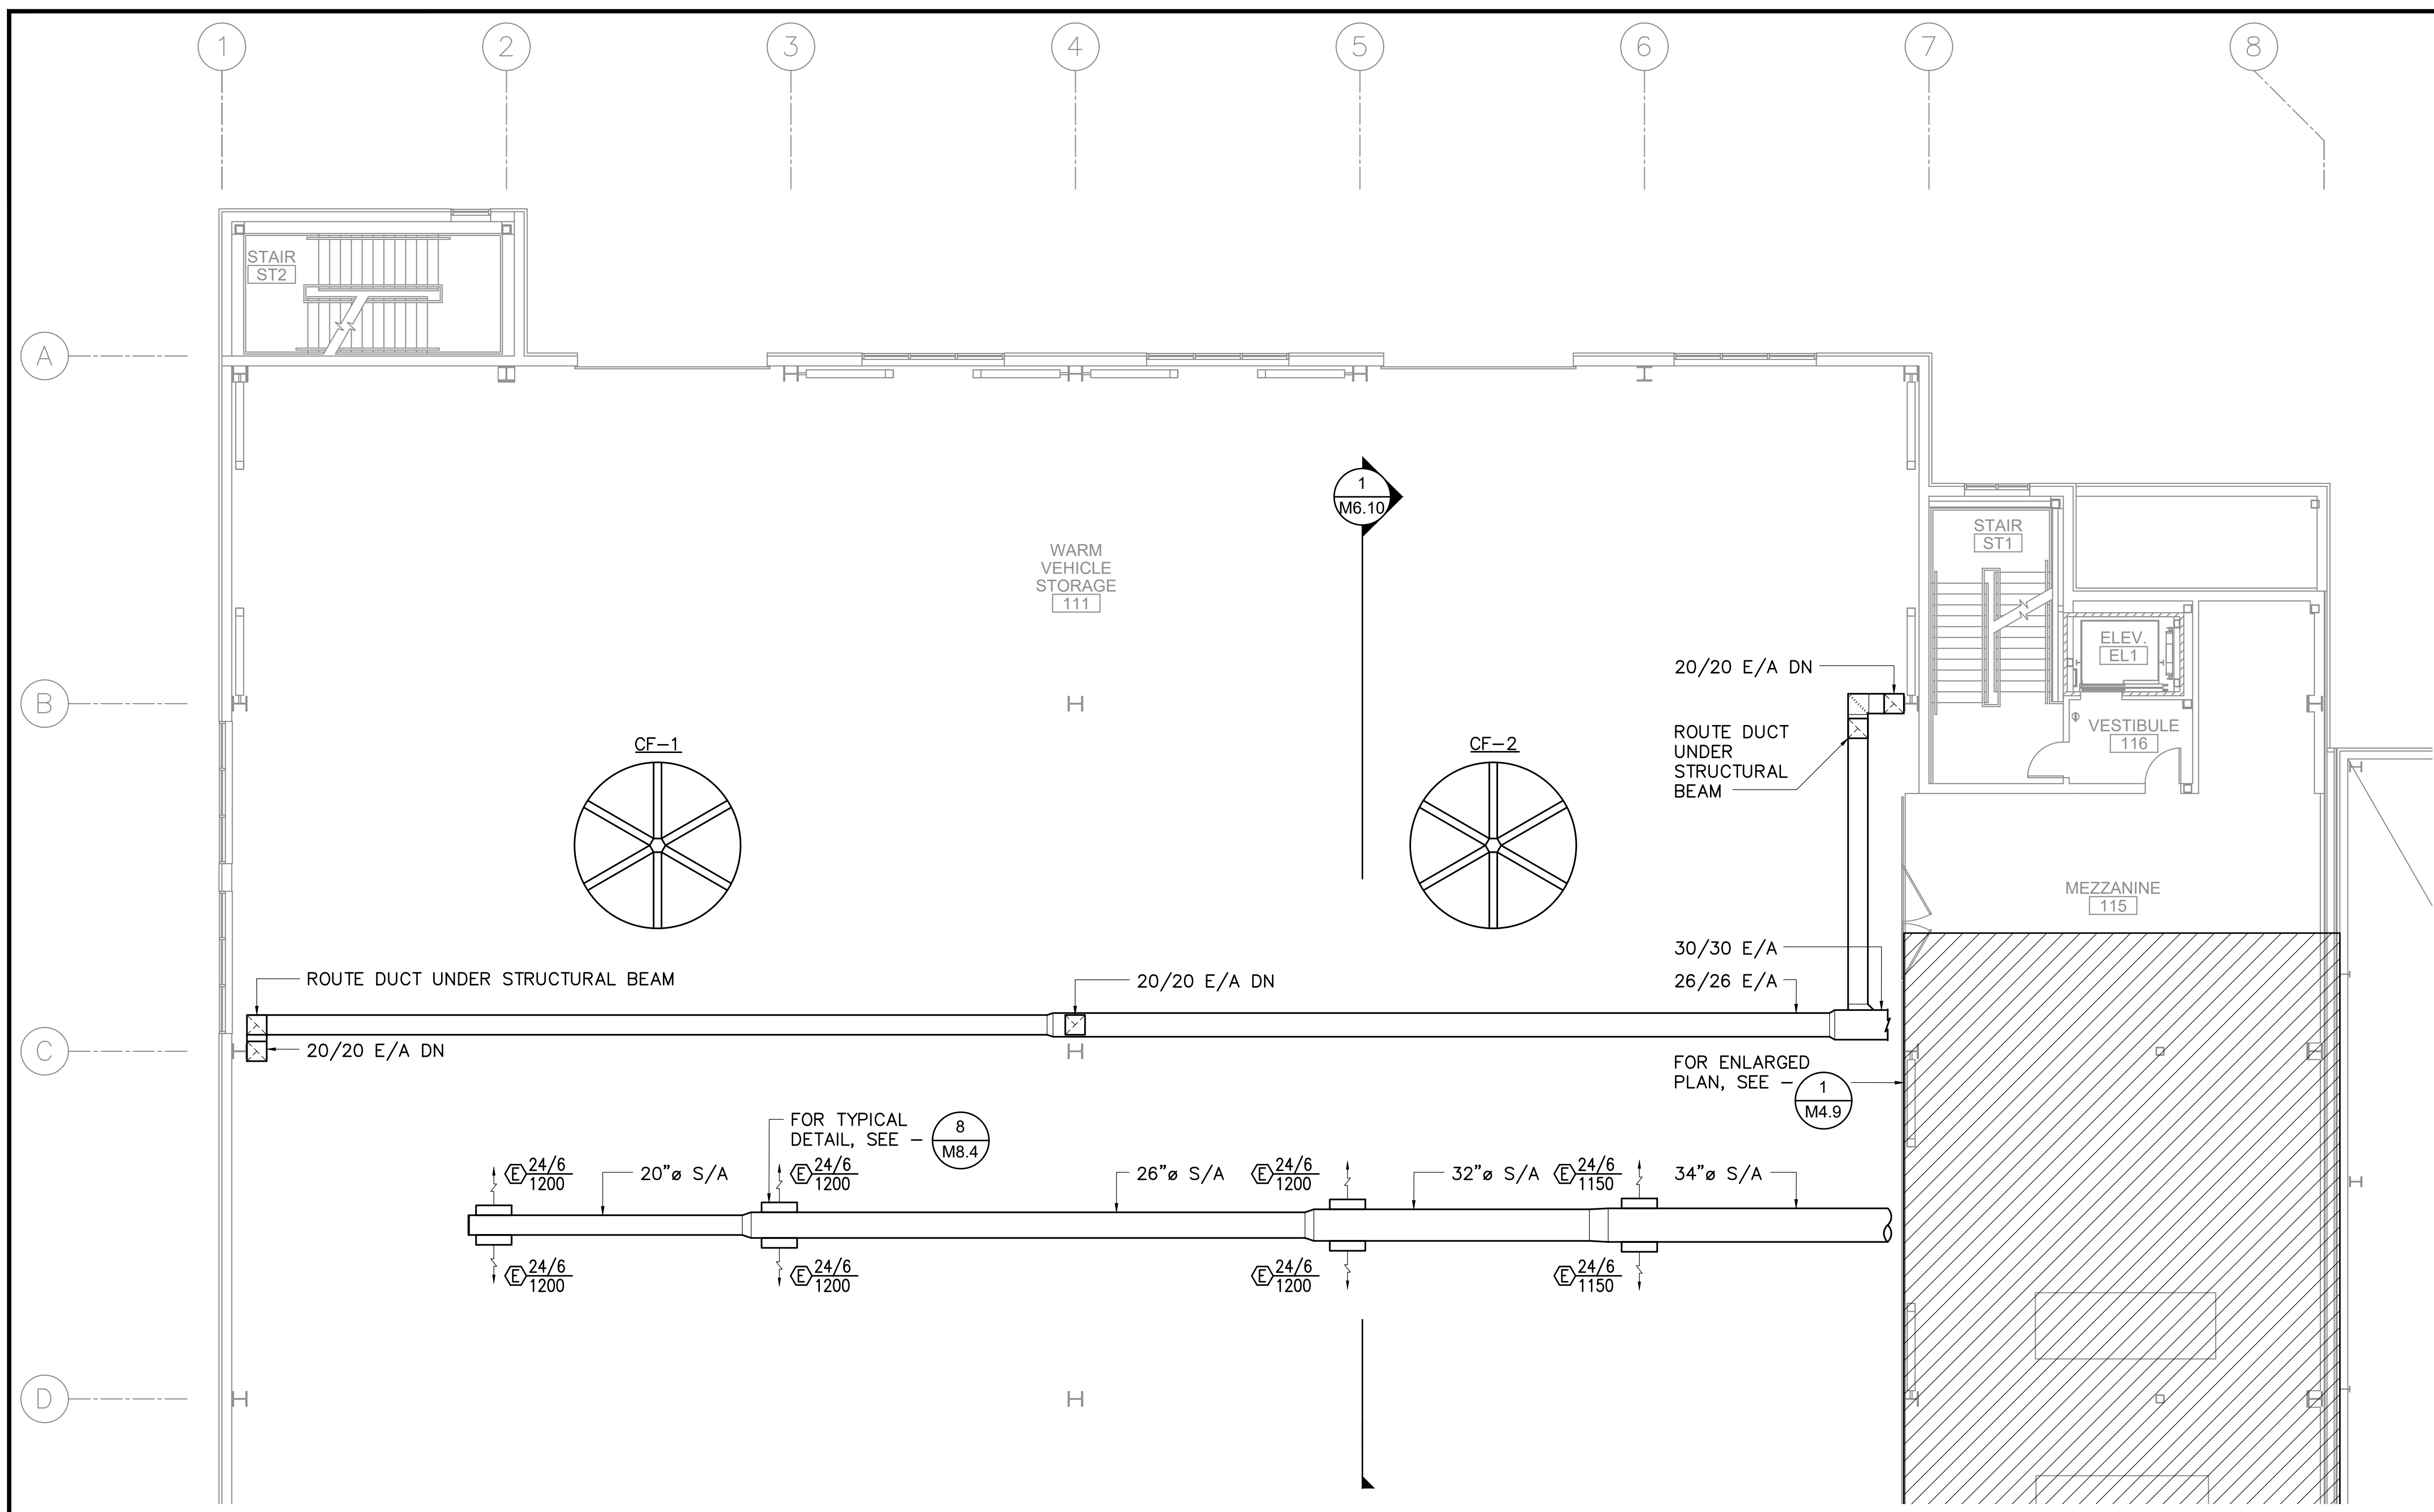 1
2
3
4
5
6
7
8
A
B
C
D
STAIR
ST2
1
M6.10
WARM
VEHICLE
STORAGE
111
STAIR
ST1
ELEV.
EL1
VESTIBULE
116
20/20 E/A DN
ROUTE DUCT
UNDER
STRUCTURAL
BEAM
CF-1
CF-2
MEZZANINE
115
30/30 E/A
26/26 E/A
ROUTE DUCT UNDER STRUCTURAL BEAM
20/20 E/A DN
20/20 E/A DN
FOR ENLARGED
PLAN, SEE –
1
M4.9
FOR TYPICAL
DETAIL, SEE –
8
M8.4
E 24/6
1200
20"ø S/A
E 24/6
1200
26"ø S/A
E 24/6
1200
32"ø S/A
E 24/6
1150
34"ø S/A
E 24/6
1200
E 24/6
1200
E 24/6
1200
E 24/6
1150